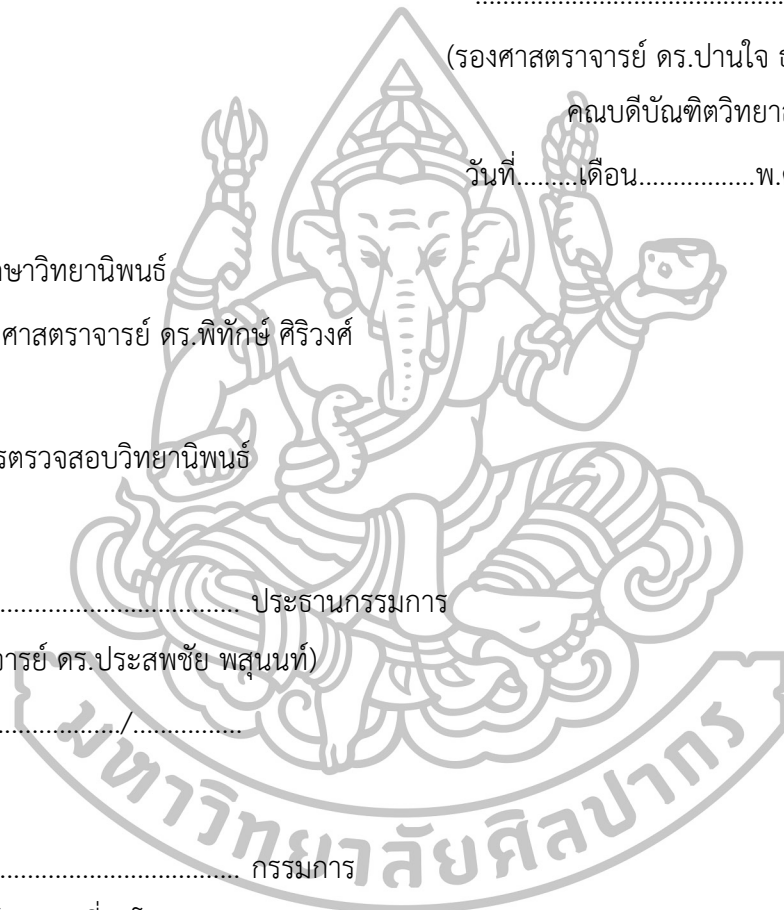 ................................................
(รองศาสตราจารย์ ดร.ปานใจ
คณบดีบัณฑิตวิทยา
วันที่.........เดือน.................พ.
ษาวิทยานิพนธ์
ศาสตราจารย์ ดร.พิทักษ์ ศิริวงศ์
รตรวจสอบวิทยานิพนธ์
................................... ประธานกรรมการ
ารย์ ดร.ประสพชัย พสุนนท์)
.................../................
................................... กรรมการ
มหาวิทยาลัยศิลปากร